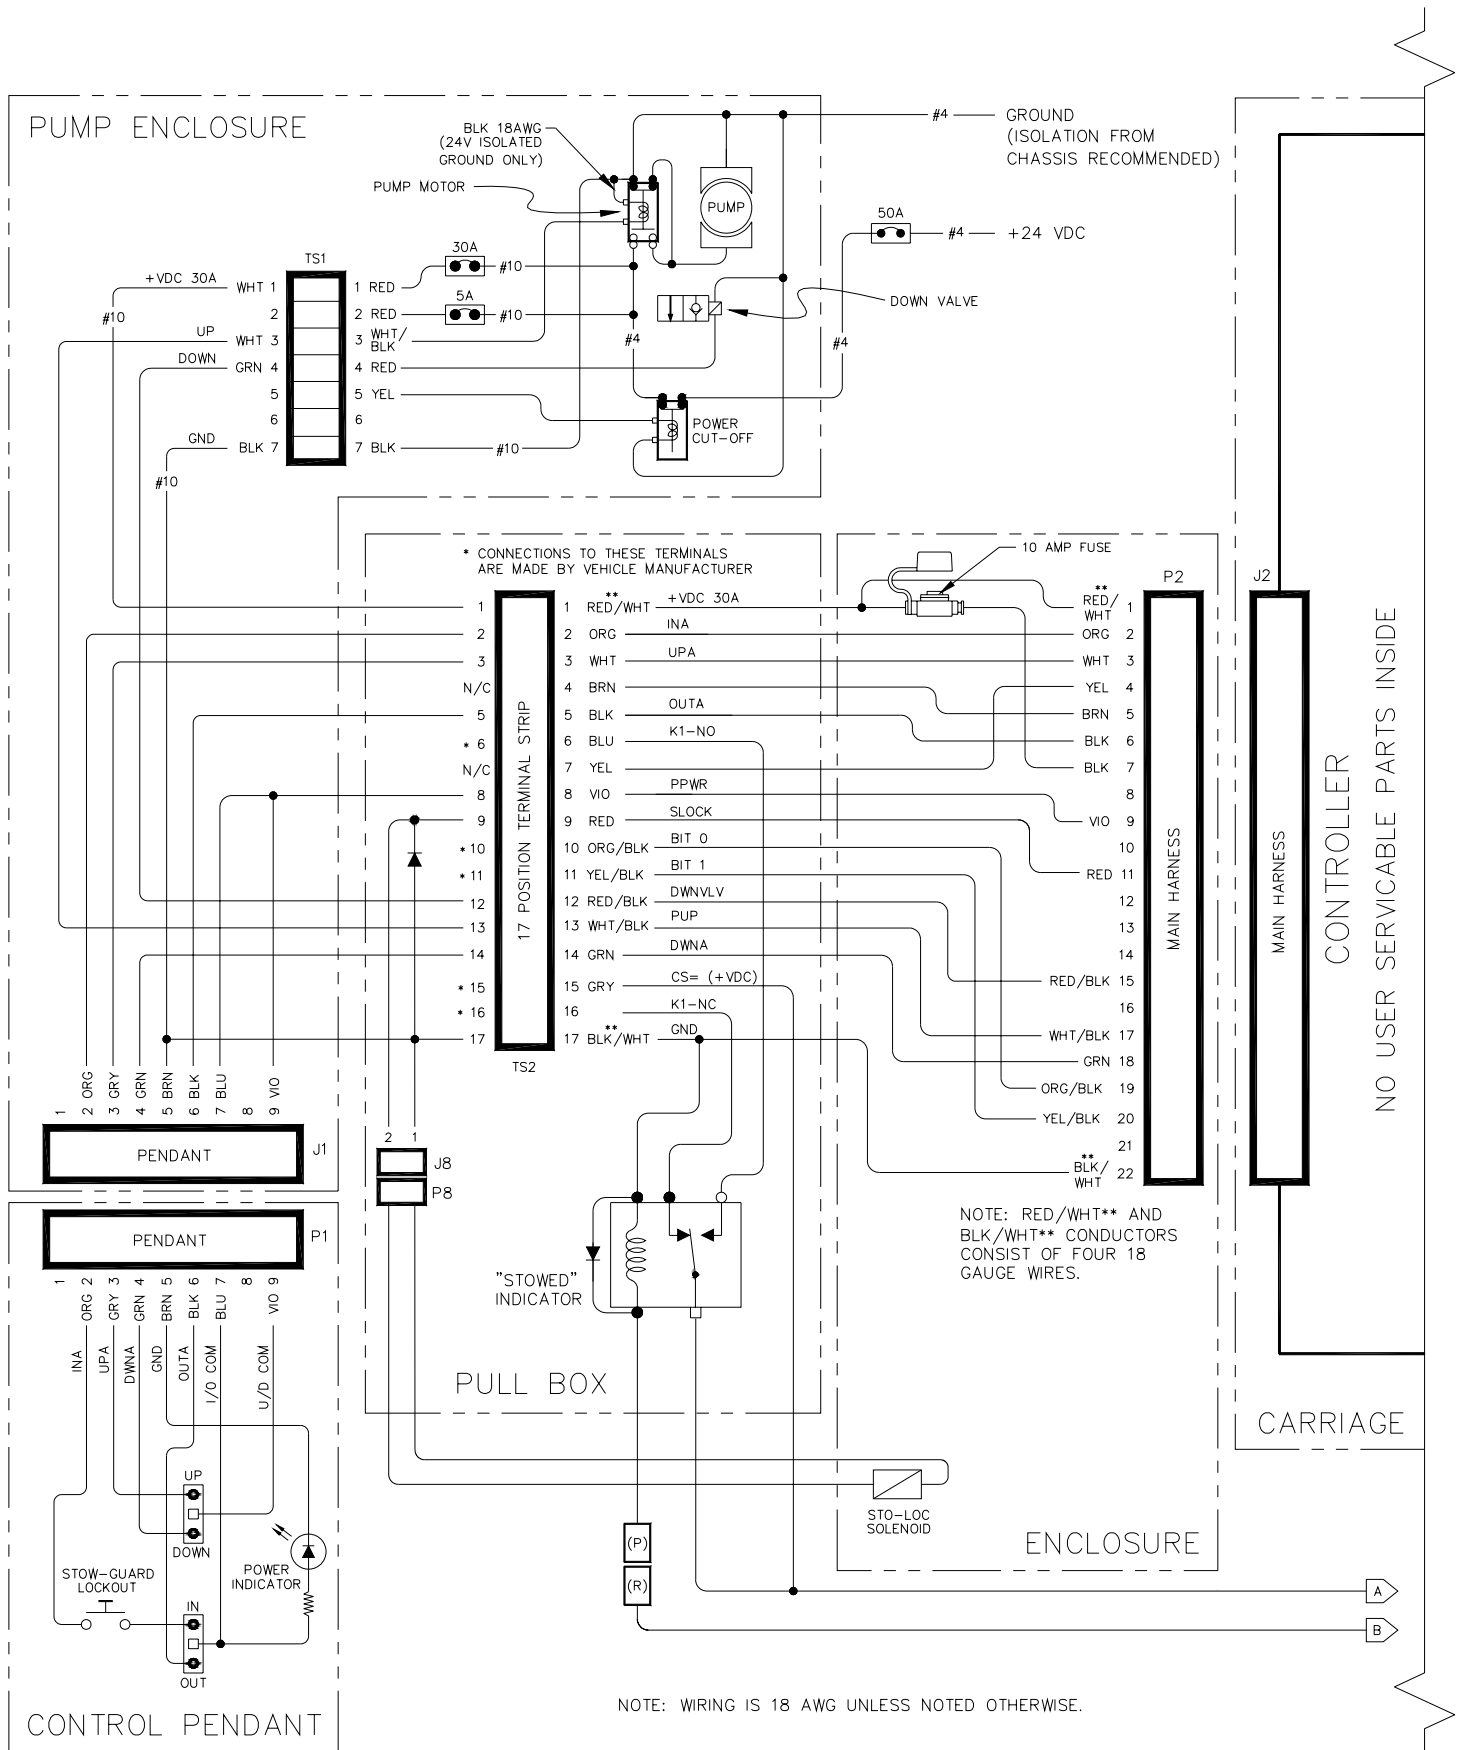 PUMP ENCLOSURE
BLK 18AWG
(24V ISOLATED
GROUND ONLY)
PUMP MOTOR
PUMP
#4
GROUND
(ISOLATION FROM
CHASSIS RECOMMENDED)
50A
#4
+24 VDC
DOWN VALVE
#4
#4
POWER
CUT-OFF
TS1
30A
#10
5A
#10
+VDC 30A
#10
WHT 1
2
UP
WHT 3
DOWN
GRN 4
5
6
GND
BLK 7
#10
1 RED
2 RED
3 WHT/
BLK
4 RED
5 YEL
6
7 BLK
#10
* CONNECTIONS TO THESE TERMINALS
ARE MADE BY VEHICLE MANUFACTURER
1
2
3
N/C
5
* 6
N/C
8
9
*10
*11
12
13
14
* 15
* 16
17
17 POSITION TERMINAL STRIP
TS2
**
1 RED/WHT
+VDC 30A
2 ORG
INA
3 WHT
UPA
4 BRN
5 BLK
OUTA
6 BLU
K1-NO
7 YEL
8 VIO
PPWR
9 RED
SLOCK
10 ORG/BLK
BIT 0
11 YEL/BLK
BIT 1
12 RED/BLK
DWNVLV
13 WHT/BLK
PUP
14 GRN
DWNA
15 GRY
CS= (+VDC)
16
K1-NC
**
17 BLK/WHT
GND
10 AMP FUSE
P2
**
RED/
WHT 1
ORG 2
WHT 3
YEL 4
BRN 5
BLK 6
BLK 7
8
VIO 9
10
RED 11
12
13
14
RED/BLK 15
16
WHT/BLK 17
GRN 18
ORG/BLK 19
YEL/BLK 20
21
**
BLK/
WHT 22
MAIN HARNESS
J2
MAIN HARNESS
CONTROLLER
NO USER SERVICABLE PARTS INSIDE
CARRIAGE
NOTE: RED/WHT** AND
BLK/WHT** CONDUCTORS
CONSIST OF FOUR 18
GAUGE WIRES.
1
2 ORG
3 GRY
4 GRN
5 BRN
6 BLK
7 BLU
8
9 VIO
PENDANT
J1
2 1
J8
P8
PENDANT
P1
1
ORG 2
GRY 3
GRN 4
BRN 5
BLK 6
BLU 7
8
VIO 9
INA
UPA
DWNA
GND
OUTA
I/O COM
U/D COM
"STOWED"
INDICATOR
PULL BOX
UP
DOWN
STOW-GUARD
LOCKOUT
POWER
INDICATOR
IN
OUT
CONTROL PENDANT
STO-LOC
SOLENOID
ENCLOSURE
(P)
(R)
A
B
NOTE: WIRING IS 18 AWG UNLESS NOTED OTHERWISE.